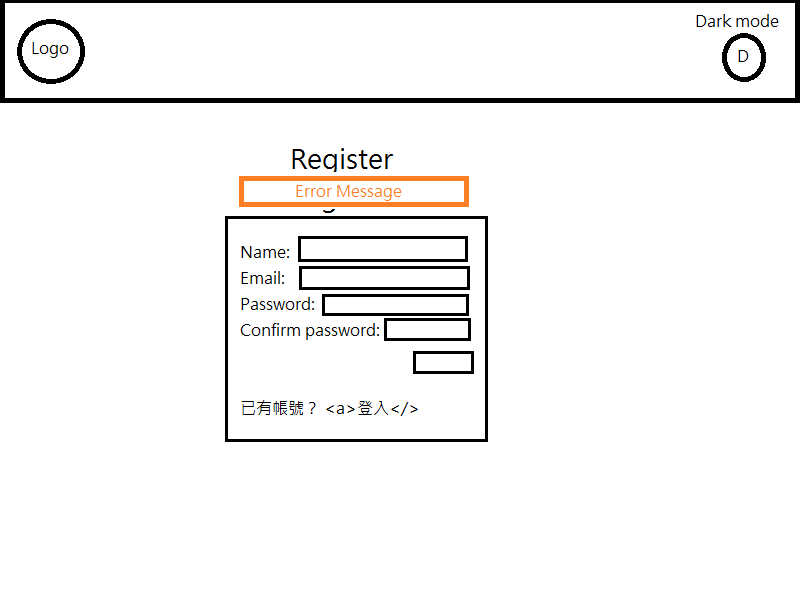 Dark mode
Logo
D
Register
Error Message
Name:
Email:
Password:
Confirm password:
已有帳號？ <a>登入</>